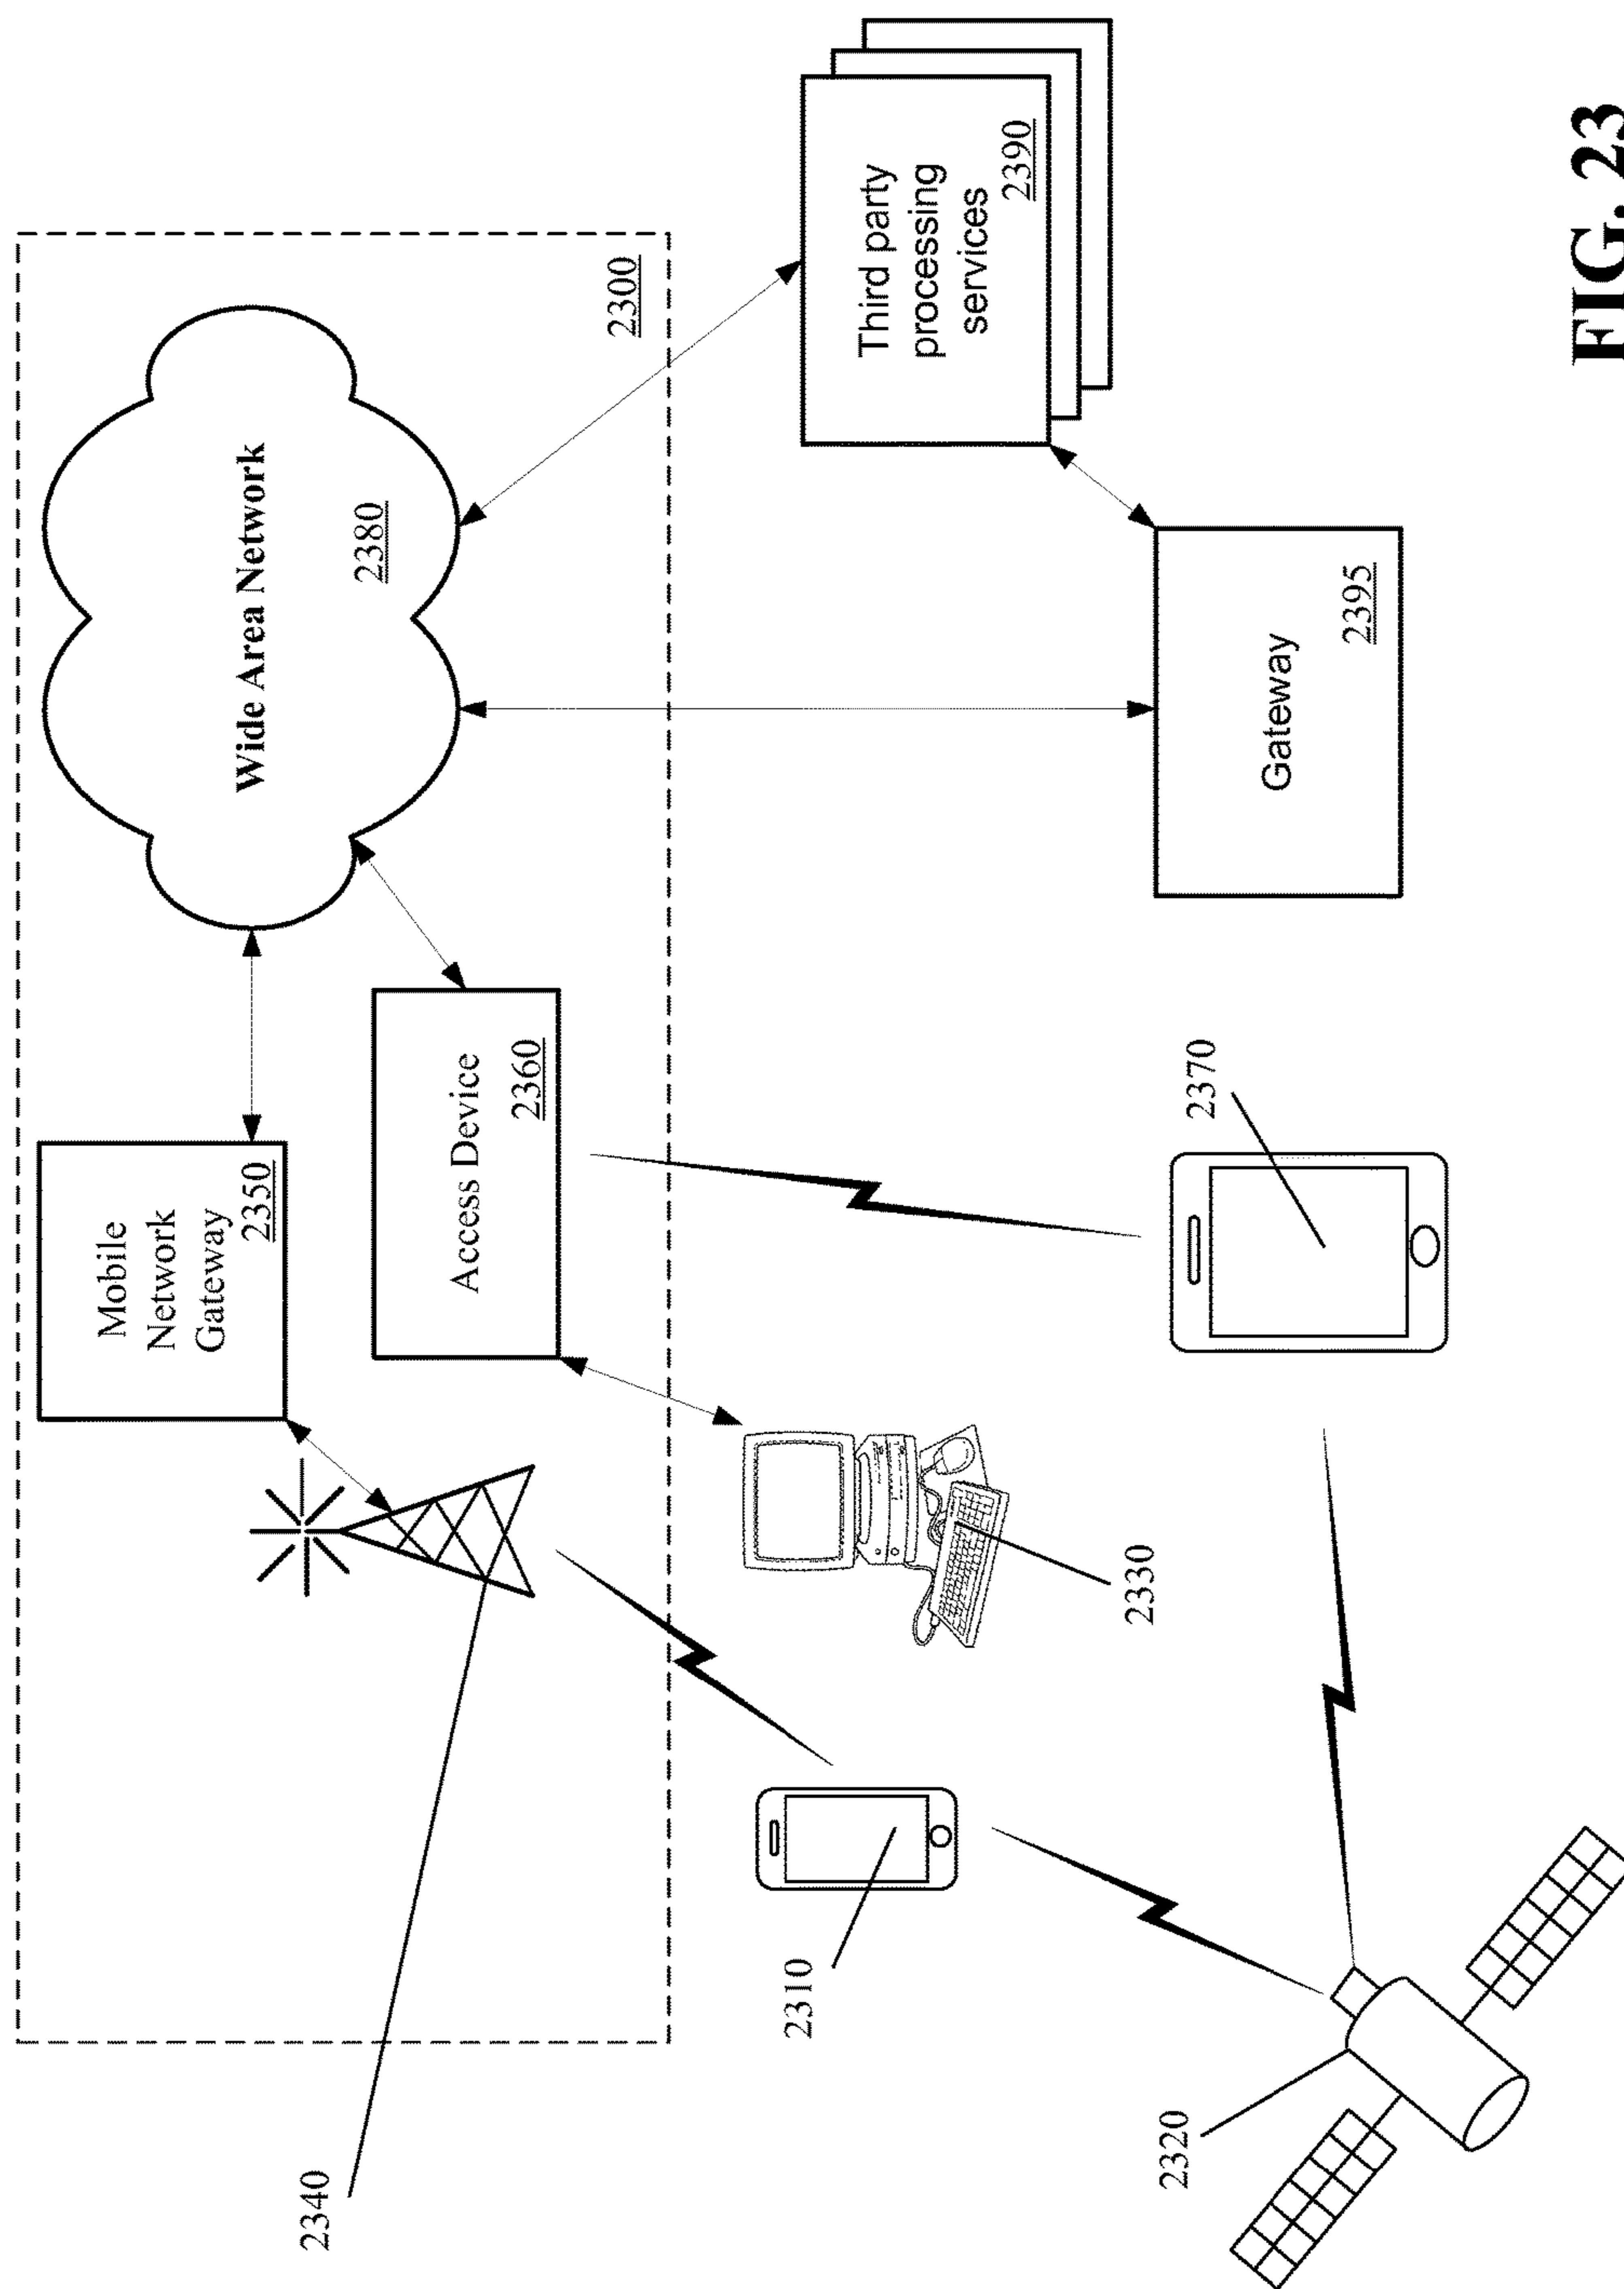 2300
Mobile
Network
Gateway
2350
Wide Area Network
2380
Access Device
2360
2340
2310
2320
2330
2370
Third party
processing
services
2390
Gateway
2395
FIG. 23